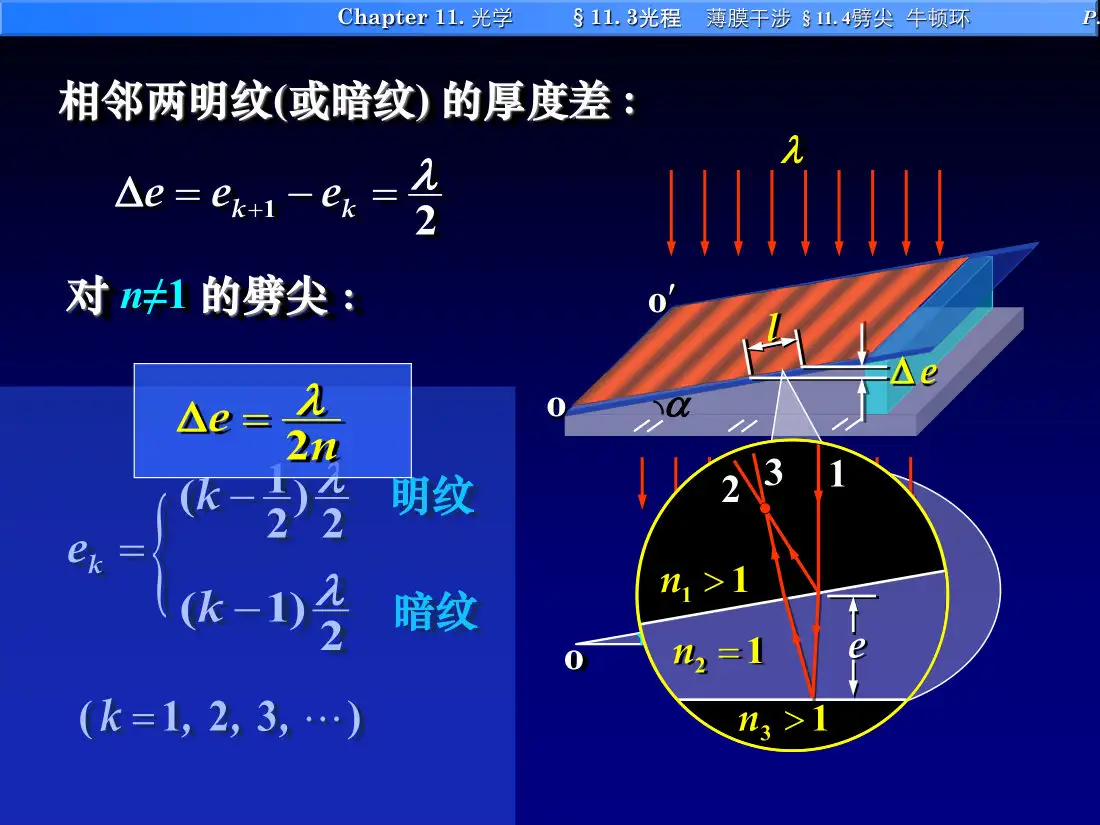 Chapter 11. 光学 §11. 3光程 薄膜干涉 §11. 4劈尖 牛顿环 P.
相邻两明纹(或暗纹) 的厚度差：
Δe = e_{k+1} − e_k = λ/2
对 n≠1 的劈尖：
Δe = λ/2n
e_k = { (k − 1/2) λ/2 明纹
(k − 1) λ/2 暗纹
( k = 1, 2, 3, ⋯ )
λ
o′
l
Δe
o
α
2 3 1
n₁ > 1
n₂ = 1
e
o
n₃ > 1